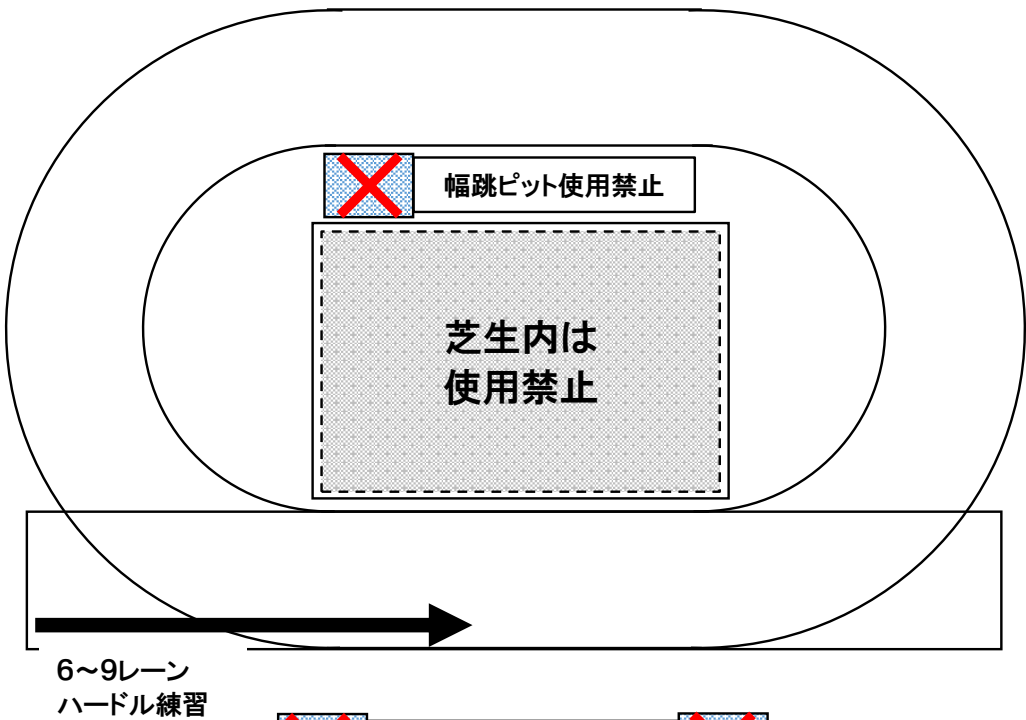 幅跳ピット使用禁止
芝生内は
使用禁止
6～9レーン
ハードル練習